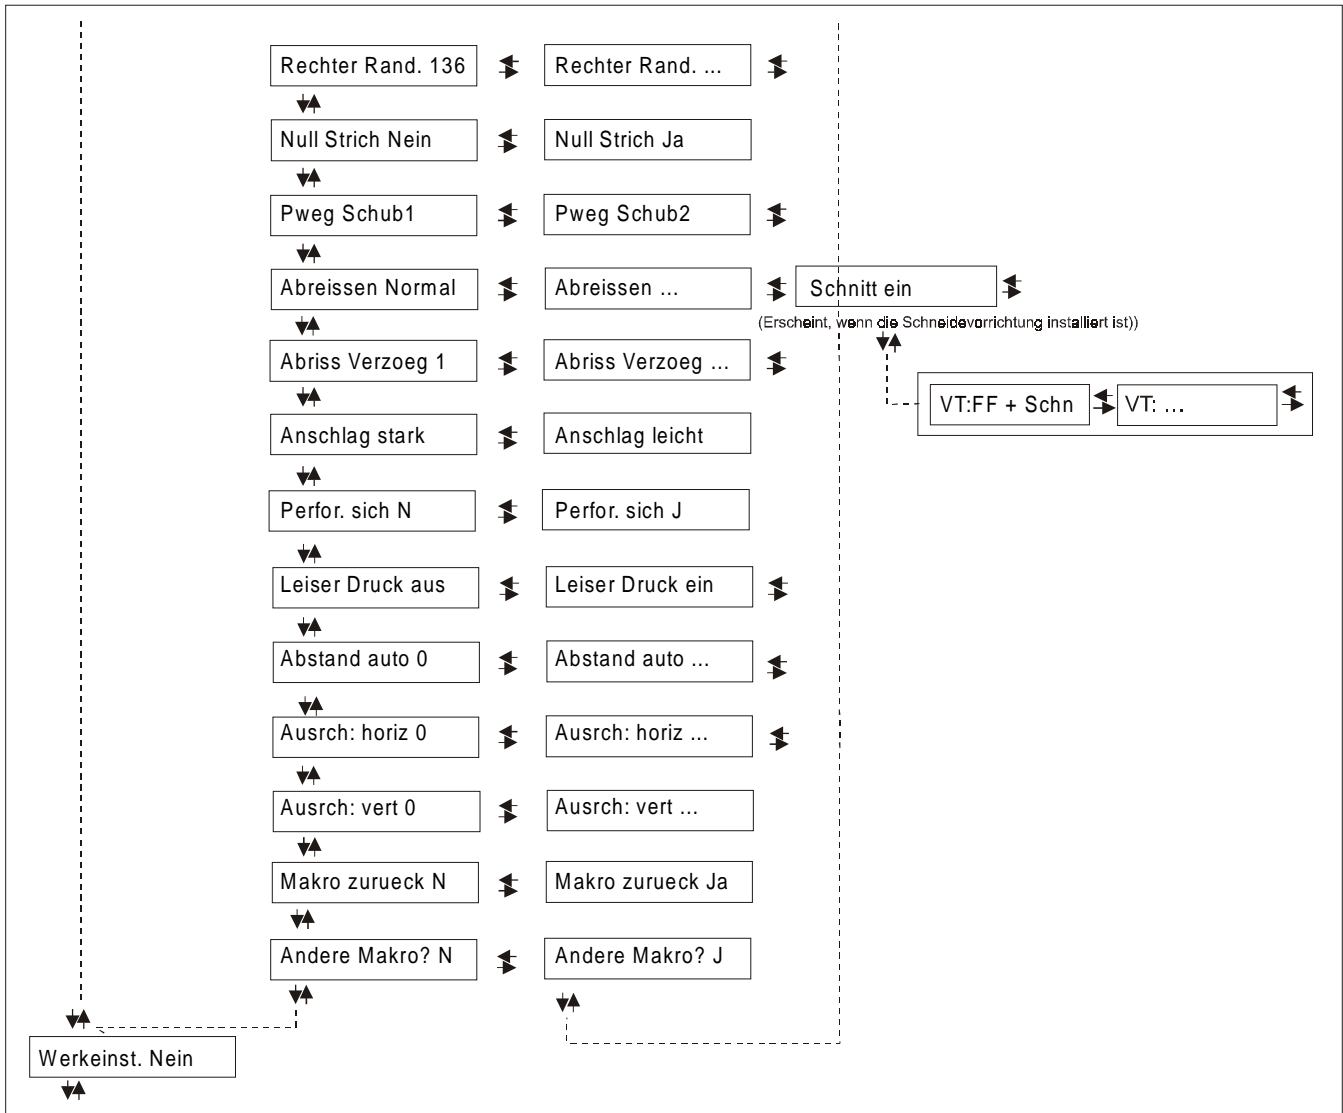 Rechter Rand. 136
Rechter Rand. ...
Null Strich Nein
Null Strich Ja
Pweg Schub1
Pweg Schub2
Abreissen Normal
Abreissen ...
Schnitt ein
(Erscheint, wenn die Schneidevorrichtung installiert ist))
Abriss Verzoeg 1
Abriss Verzoeg ...
VT:FF + Schn
VT: ...
Anschlag stark
Anschlag leicht
Perfor. sich N
Perfor. sich J
Leiser Druck aus
Leiser Druck ein
Abstand auto 0
Abstand auto ...
Ausrch: horiz 0
Ausrch: horiz ...
Ausrch: vert 0
Ausrch: vert ...
Makro zurueck N
Makro zurueck Ja
Andere Makro? N
Andere Makro? J
Werkeinst. Nein